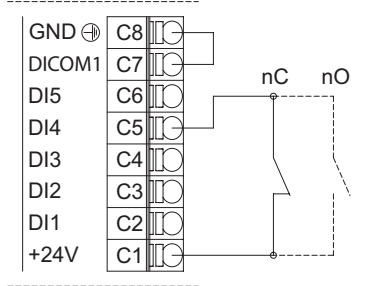 GND C8
DICOM1 C7
nC nO
DI5 C6
DI4 C5
DI3 C4
DI2 C3
DI1 C2
+24V C1